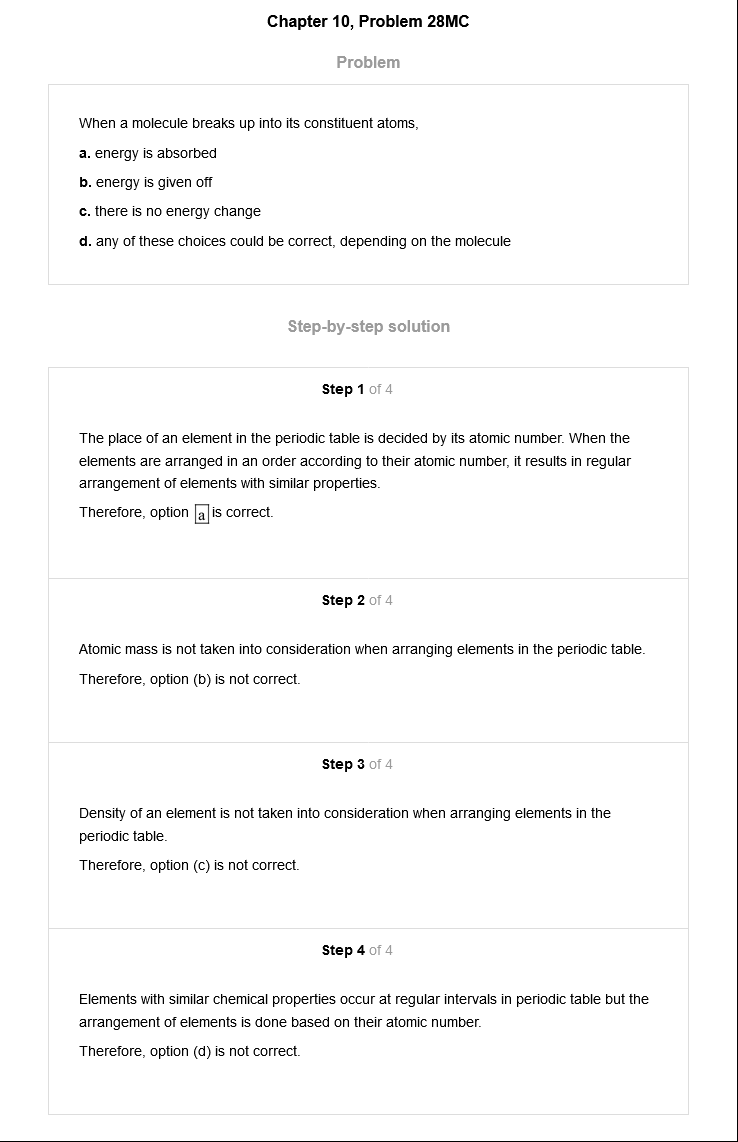 Chapter 10, Problem 28MC
Problem
When a molecule breaks up into its constituent atoms,
a. energy is absorbed
b. energy is given off
c. there is no energy change
d. any of these choices could be correct, depending on the molecule
Step-by-step solution
Step 1 of 4
The place of an element in the periodic table is decided by its atomic number. When the
elements are arranged in an order according to their atomic number, it results in regular
arrangement of elements with similar properties.
Therefore, option a is correct.
Step 2 of 4
Atomic mass is not taken into consideration when arranging elements in the periodic table.
Therefore, option (b) is not correct.
Step 3 of 4
Density of an element is not taken into consideration when arranging elements in the
periodic table.
Therefore, option (c) is not correct.
Step 4 of 4
Elements with similar chemical properties occur at regular intervals in periodic table but the
arrangement of elements is done based on their atomic number.
Therefore, option (d) is not correct.